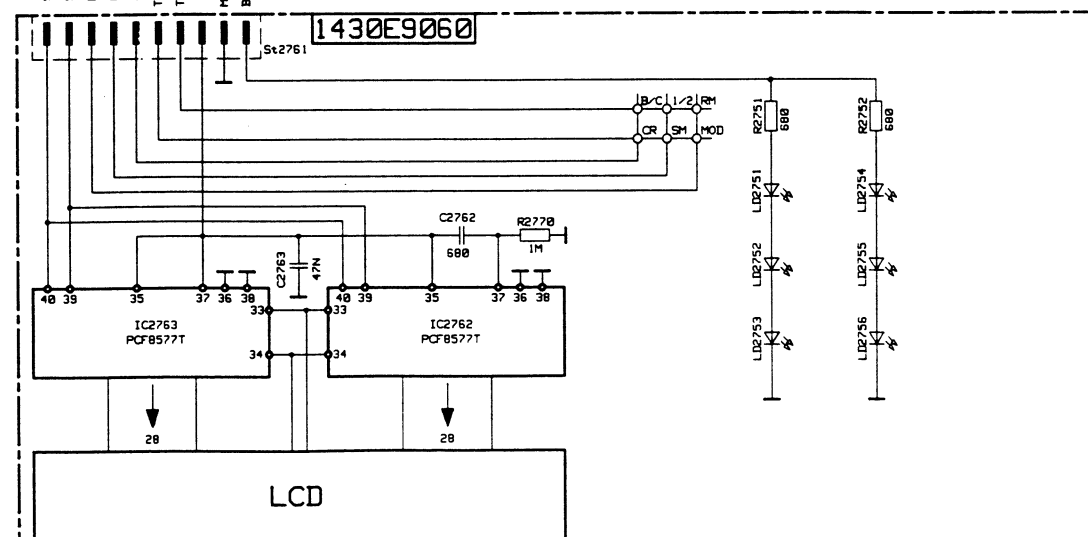 T T M B
1430E9060
St2761
B/C 1/2 RM
CR SM MOD
R2751
680
R2752
680
LD2751
LD2754
C2762
680
R2770
1M
C2763
47N
LD2752
LD2755
40 39 35 37 36 38
40 39 35 37 36 38
33 33
IC2763
PCF8577T
IC2762
PCF8577T
34 34
LD2753
LD2756
28
28
LCD